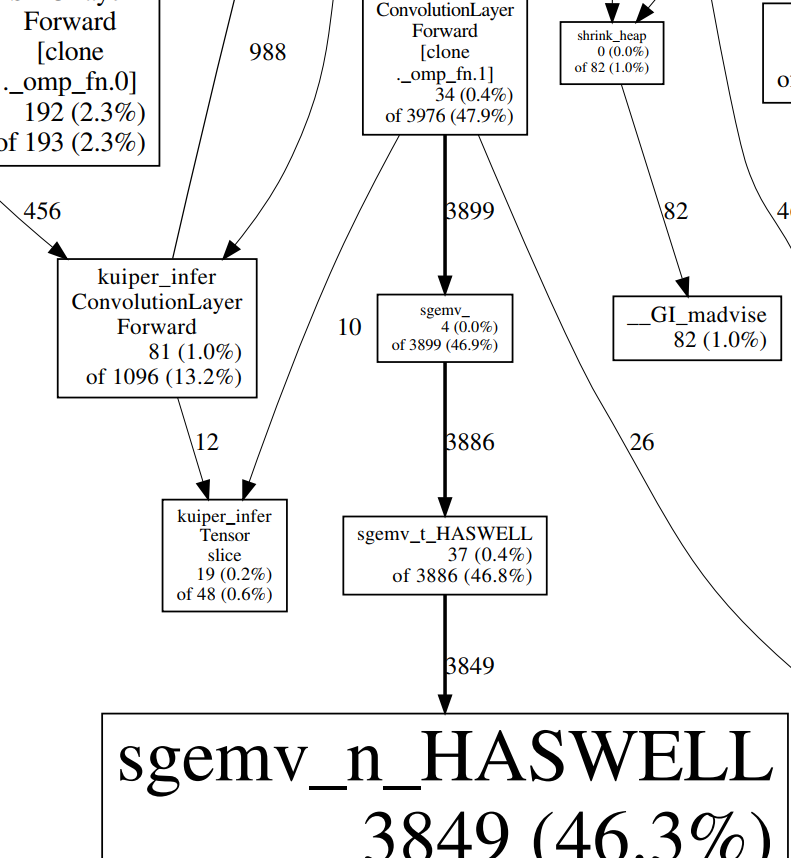 Forward
[clone
._omp_fn.0]
192 (2.3%)
of 193 (2.3%)
988
ConvolutionLayer
Forward
[clone
._omp_fn.1]
34 (0.4%)
of 3976 (47.9%)
shrink_heap
0 (0.0%)
of 82 (1.0%)
456
3899
82
kuiper_infer
ConvolutionLayer
Forward
81 (1.0%)
of 1096 (13.2%)
10
sgemv_
4 (0.0%)
of 3899 (46.9%)
__GI_madvise
82 (1.0%)
12
3886
26
kuiper_infer
Tensor
slice
19 (0.2%)
of 48 (0.6%)
sgemv_t_HASWELL
37 (0.4%)
of 3886 (46.8%)
3849
sgemv_n_HASWELL
3849 (46.3%)